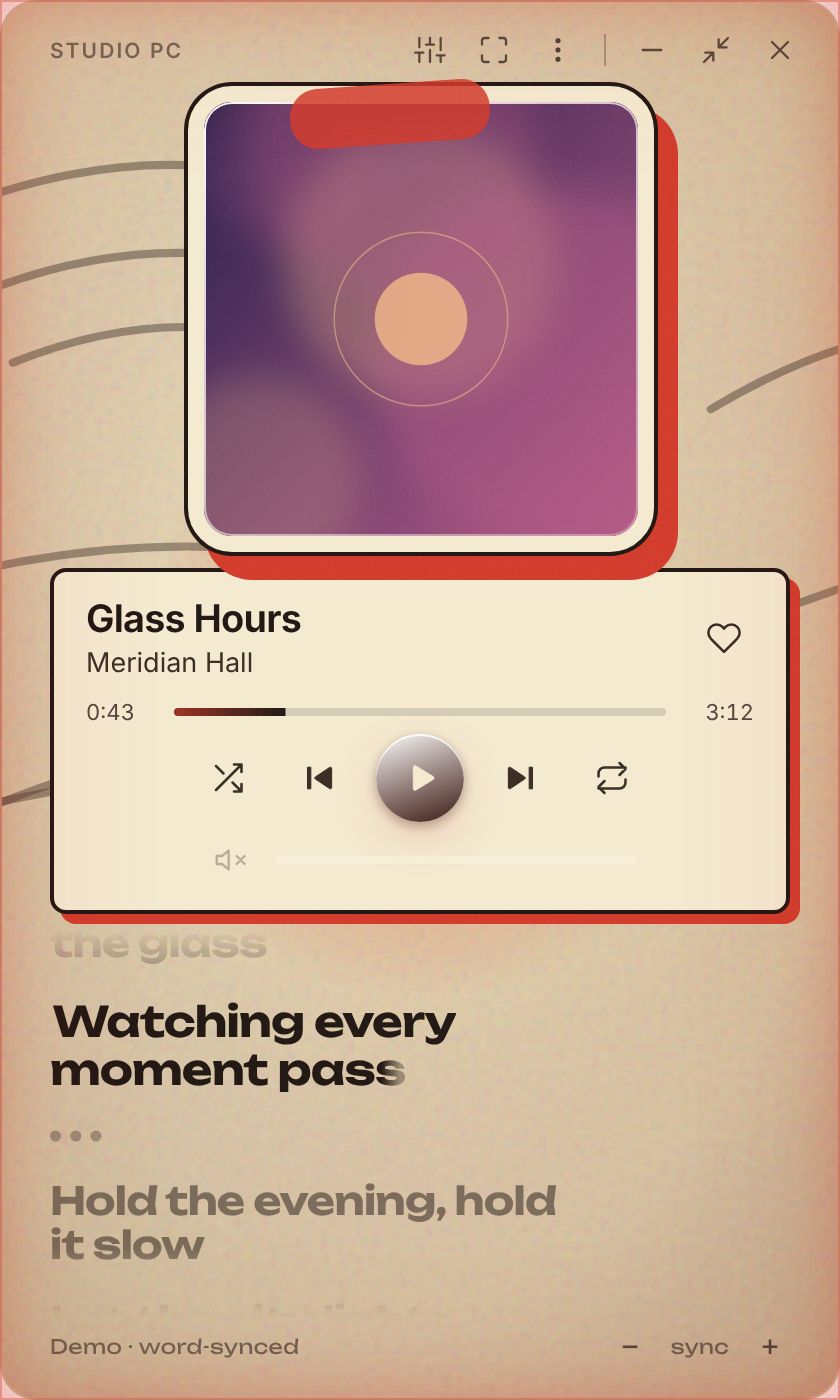 STUDIO PC
Glass Hours
Meridian Hall
0:43
3:12
the glass
Watching every
moment pass
Hold the evening, hold
it slow
Demo · word-synced
− sync +